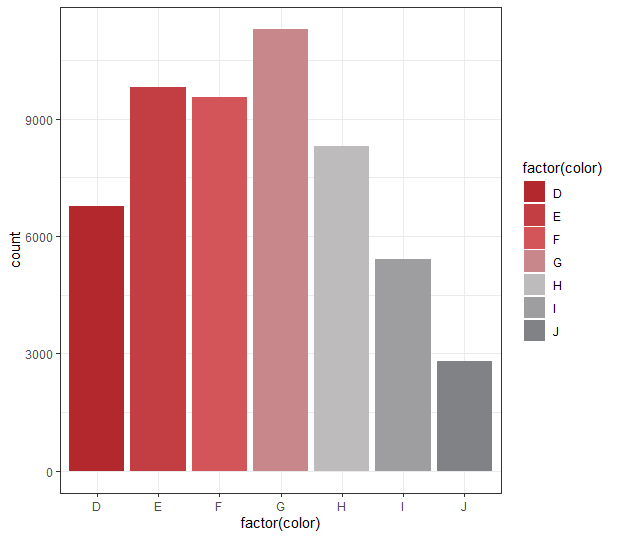 count
9000
6000
3000
0
D E F G H I J
factor(color)
factor(color)
D
E
F
G
H
I
J